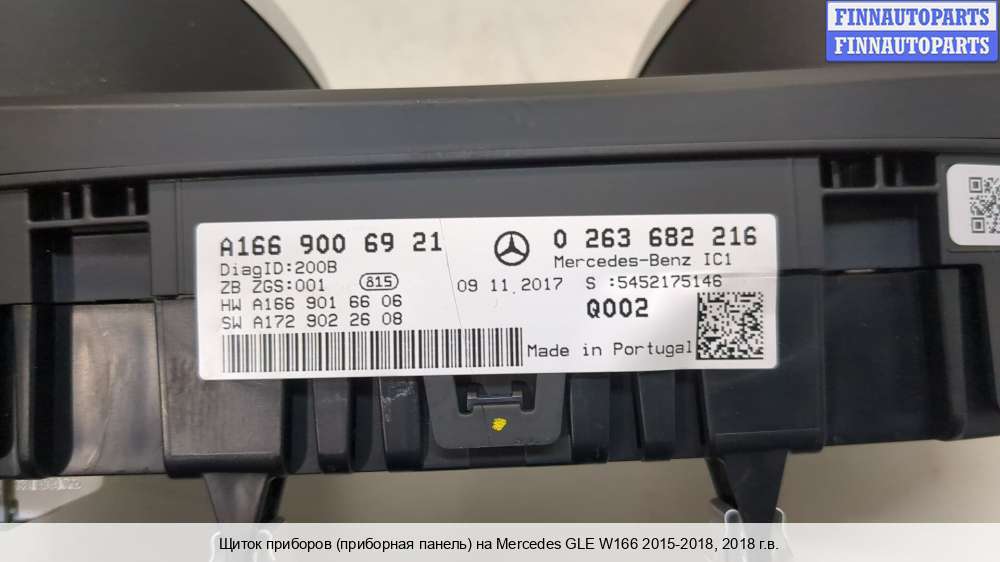 FINNAUTOPARTS
FINNAUTOPARTS
A166 900 69 21
0 263 682 216
DiagID:200B
Mercedes-Benz IC1
ZB ZGS:001
815
09 11.2017
S :5452175146
HW A166 901 66 06
Q002
SW A172 902 26 08
Made in Portugal
Щиток приборов (приборная панель) на Mercedes GLE W166 2015-2018, 2018 г.в.